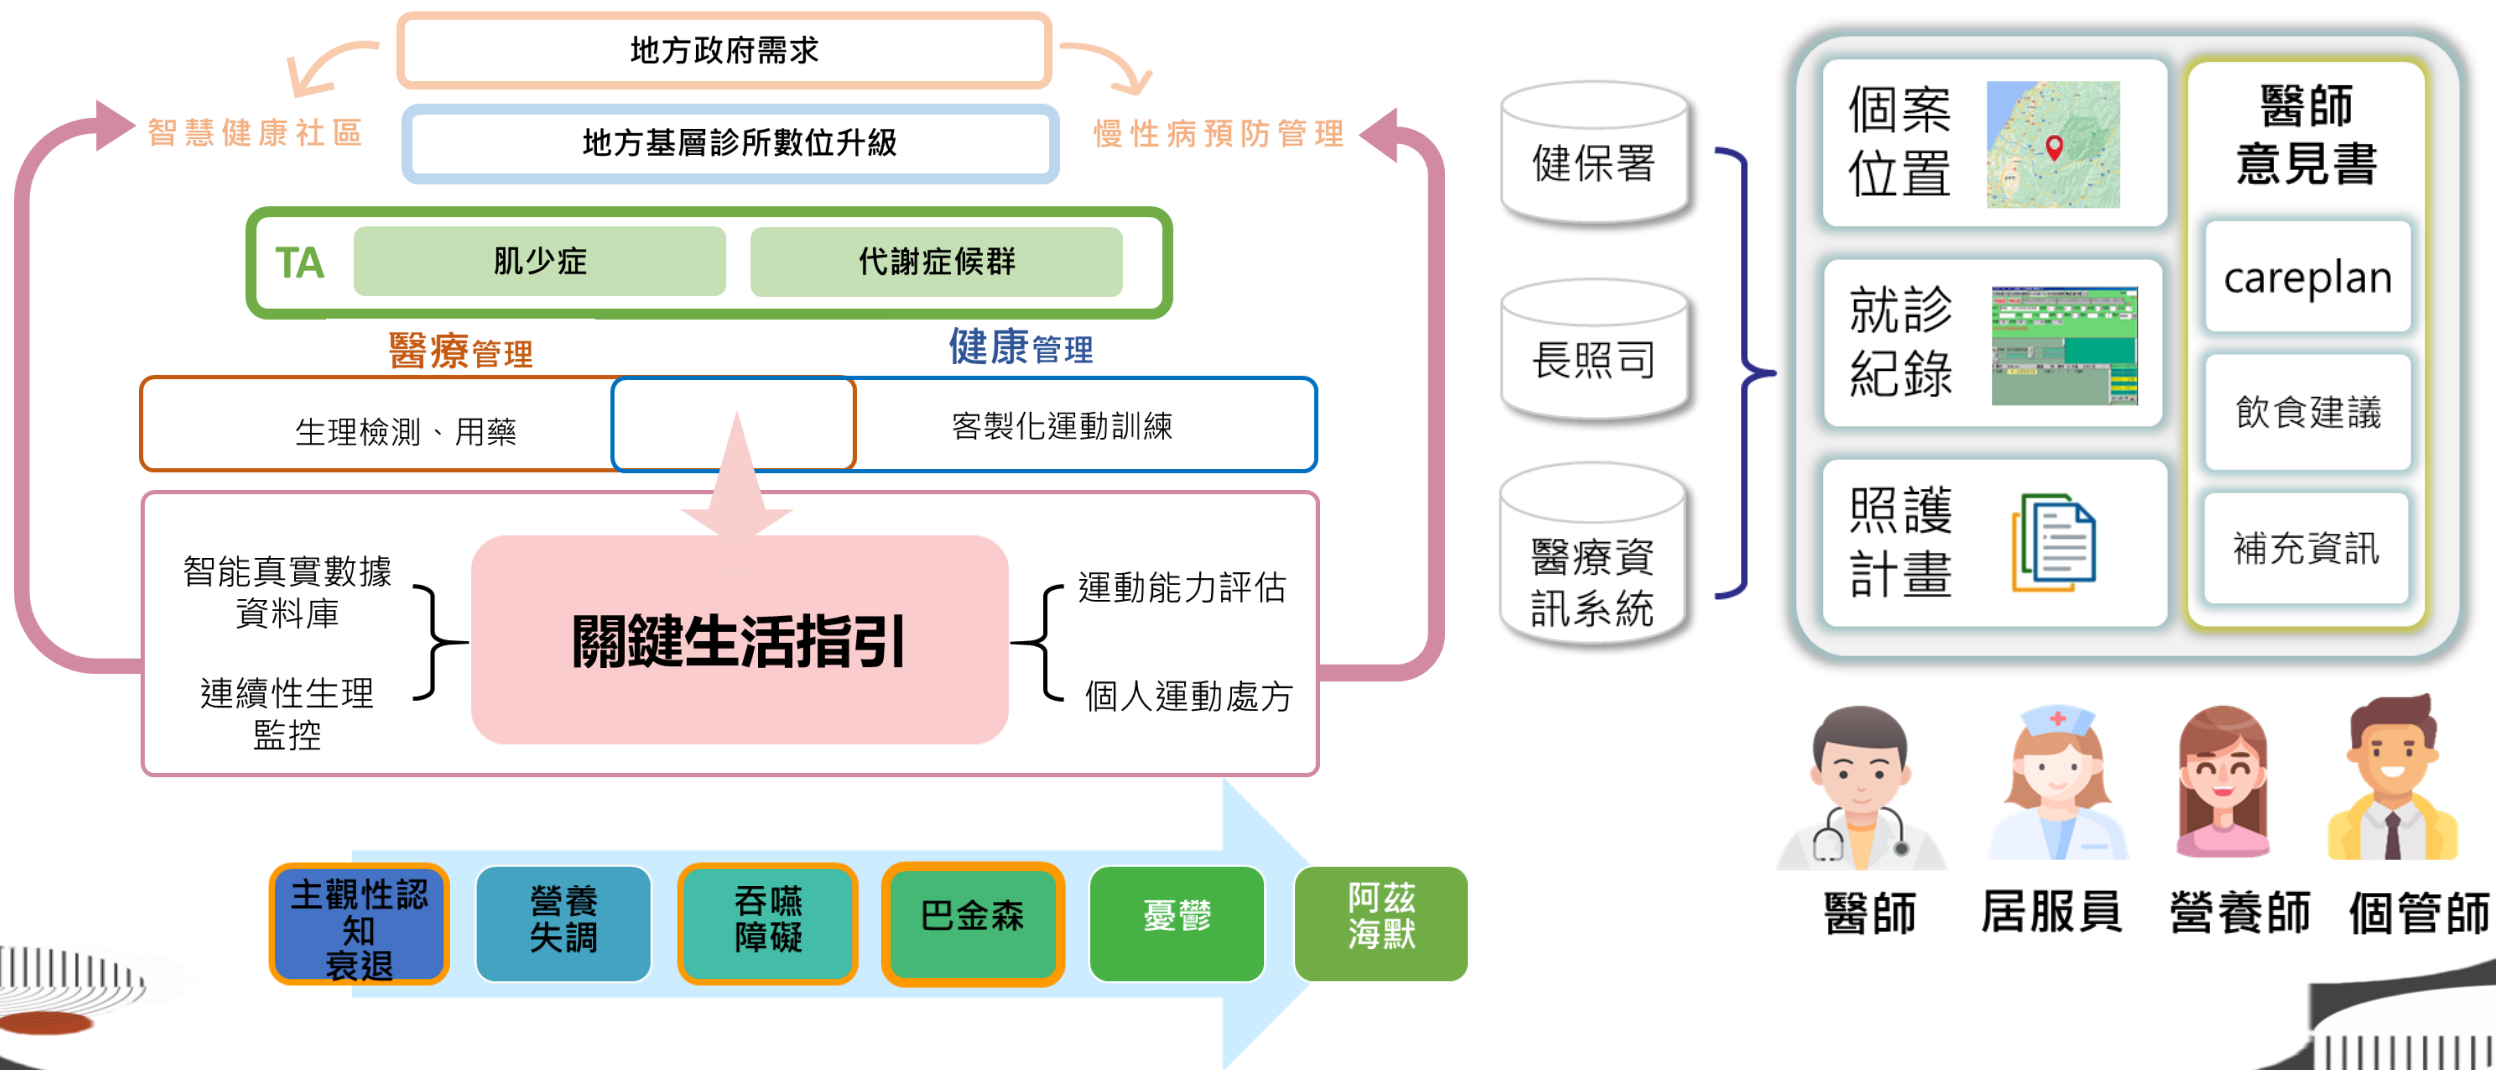 地方政府需求
智慧健康社區
地方基層診所數位升級
慢性病預防管理
TA
肌少症
代謝症候群
醫療管理
健康管理
生理檢測、用藥
客製化運動訓練
智能真實數據
資料庫
連續性生理
監控
關鍵生活指引
運動能力評估
個人運動處方
主觀性認
知
衰退
營養
失調
吞嚥
障礙
巴金森
憂鬱
阿茲
海默
健保署
長照司
醫療資
訊系統
個案
位置
就診
紀錄
照護
計畫
醫師
意見書
careplan
飲食建議
補充資訊
醫師
居服員
營養師
個管師